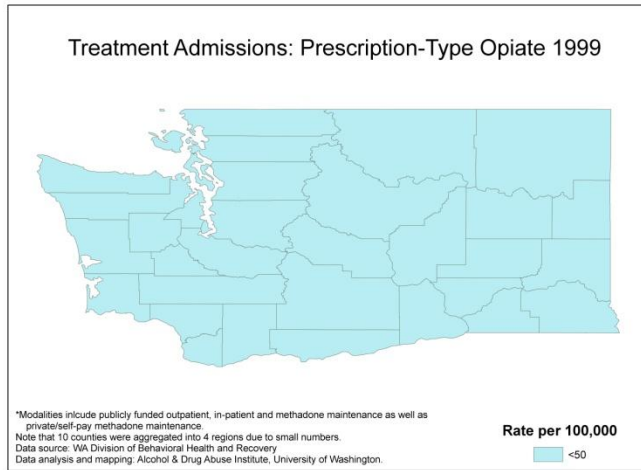 Treatment Admissions: Prescription-Type Opiate 1999
*Modalities inlcude publicly funded outpatient, in-patient and methadone maintenance as well as
private/self-pay methadone maintenance.
Note that 10 counties were aggregated into 4 regions due to small numbers.
Data source: WA Division of Behavioral Health and Recovery
Data analysis and mapping: Alcohol & Drug Abuse Institute, University of Washington.
Rate per 100,000
<50